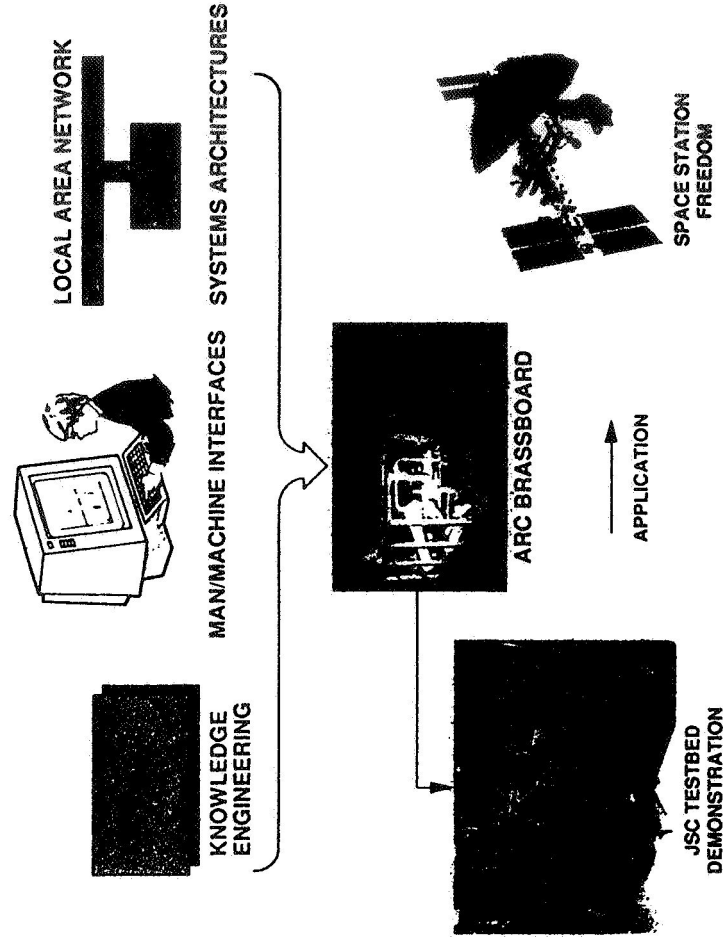 KNOWLEDGE
ENGINEERING
MAN/MACHINE INTERFACES
LOCAL AREA NETWORK
SYSTEMS ARCHITECTURES
ARC BRASSBOARD
JSC TESTBED
DEMONSTRATION
APPLICATION
SPACE STATION
FREEDOM